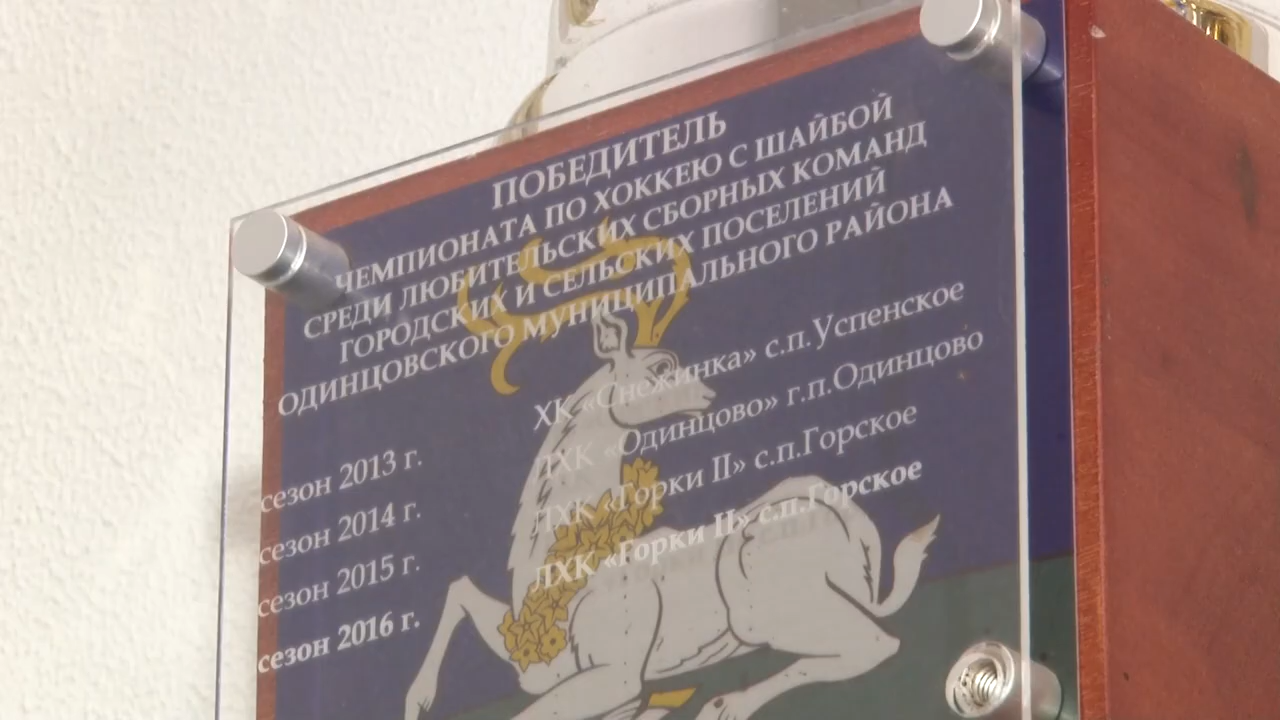 ПОБЕДИТЕЛЬ
ЧЕМПИОНАТА ПО ХОККЕЮ С ШАЙБОЙ
СРЕДИ ЛЮБИТЕЛЬСКИХ СБОРНЫХ КОМАНД
ГОРОДСКИХ И СЕЛЬСКИХ ПОСЕЛЕНИЙ
ОДИНЦОВСКОГО МУНИЦИПАЛЬНОГО РАЙОНА
сезон 2013 г. ХК «Снежинка» с.п.Успенское
сезон 2014 г. ЛХК «Одинцово» г.п.Одинцово
сезон 2015 г. ЛХК «Горки II» с.п.Горское
сезон 2016 г. ЛХК «Горки II» с.п.Горское